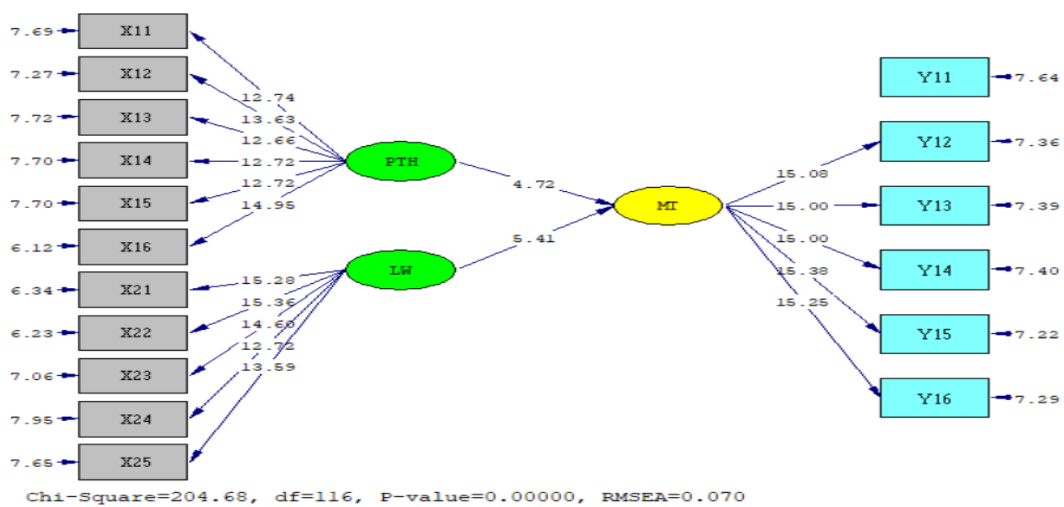 7.69 X11
7.27 X12
7.72 X13
7.70 X14
7.70 X15
6.12 X16
6.34 X21
6.23 X22
7.06 X23
7.95 X24
7.65 X25
12.74
13.63
12.66
12.72
12.72
14.95
15.28
15.36
14.60
12.72
13.59
PTH
LW
4.72
5.41
MT
15.08
15.00
15.00
15.38
15.25
Y11 7.64
Y12 7.36
Y13 7.39
Y14 7.40
Y15 7.22
Y16 7.29
Chi-Square=204.68, df=116, P-value=0.00000, RMSEA=0.070